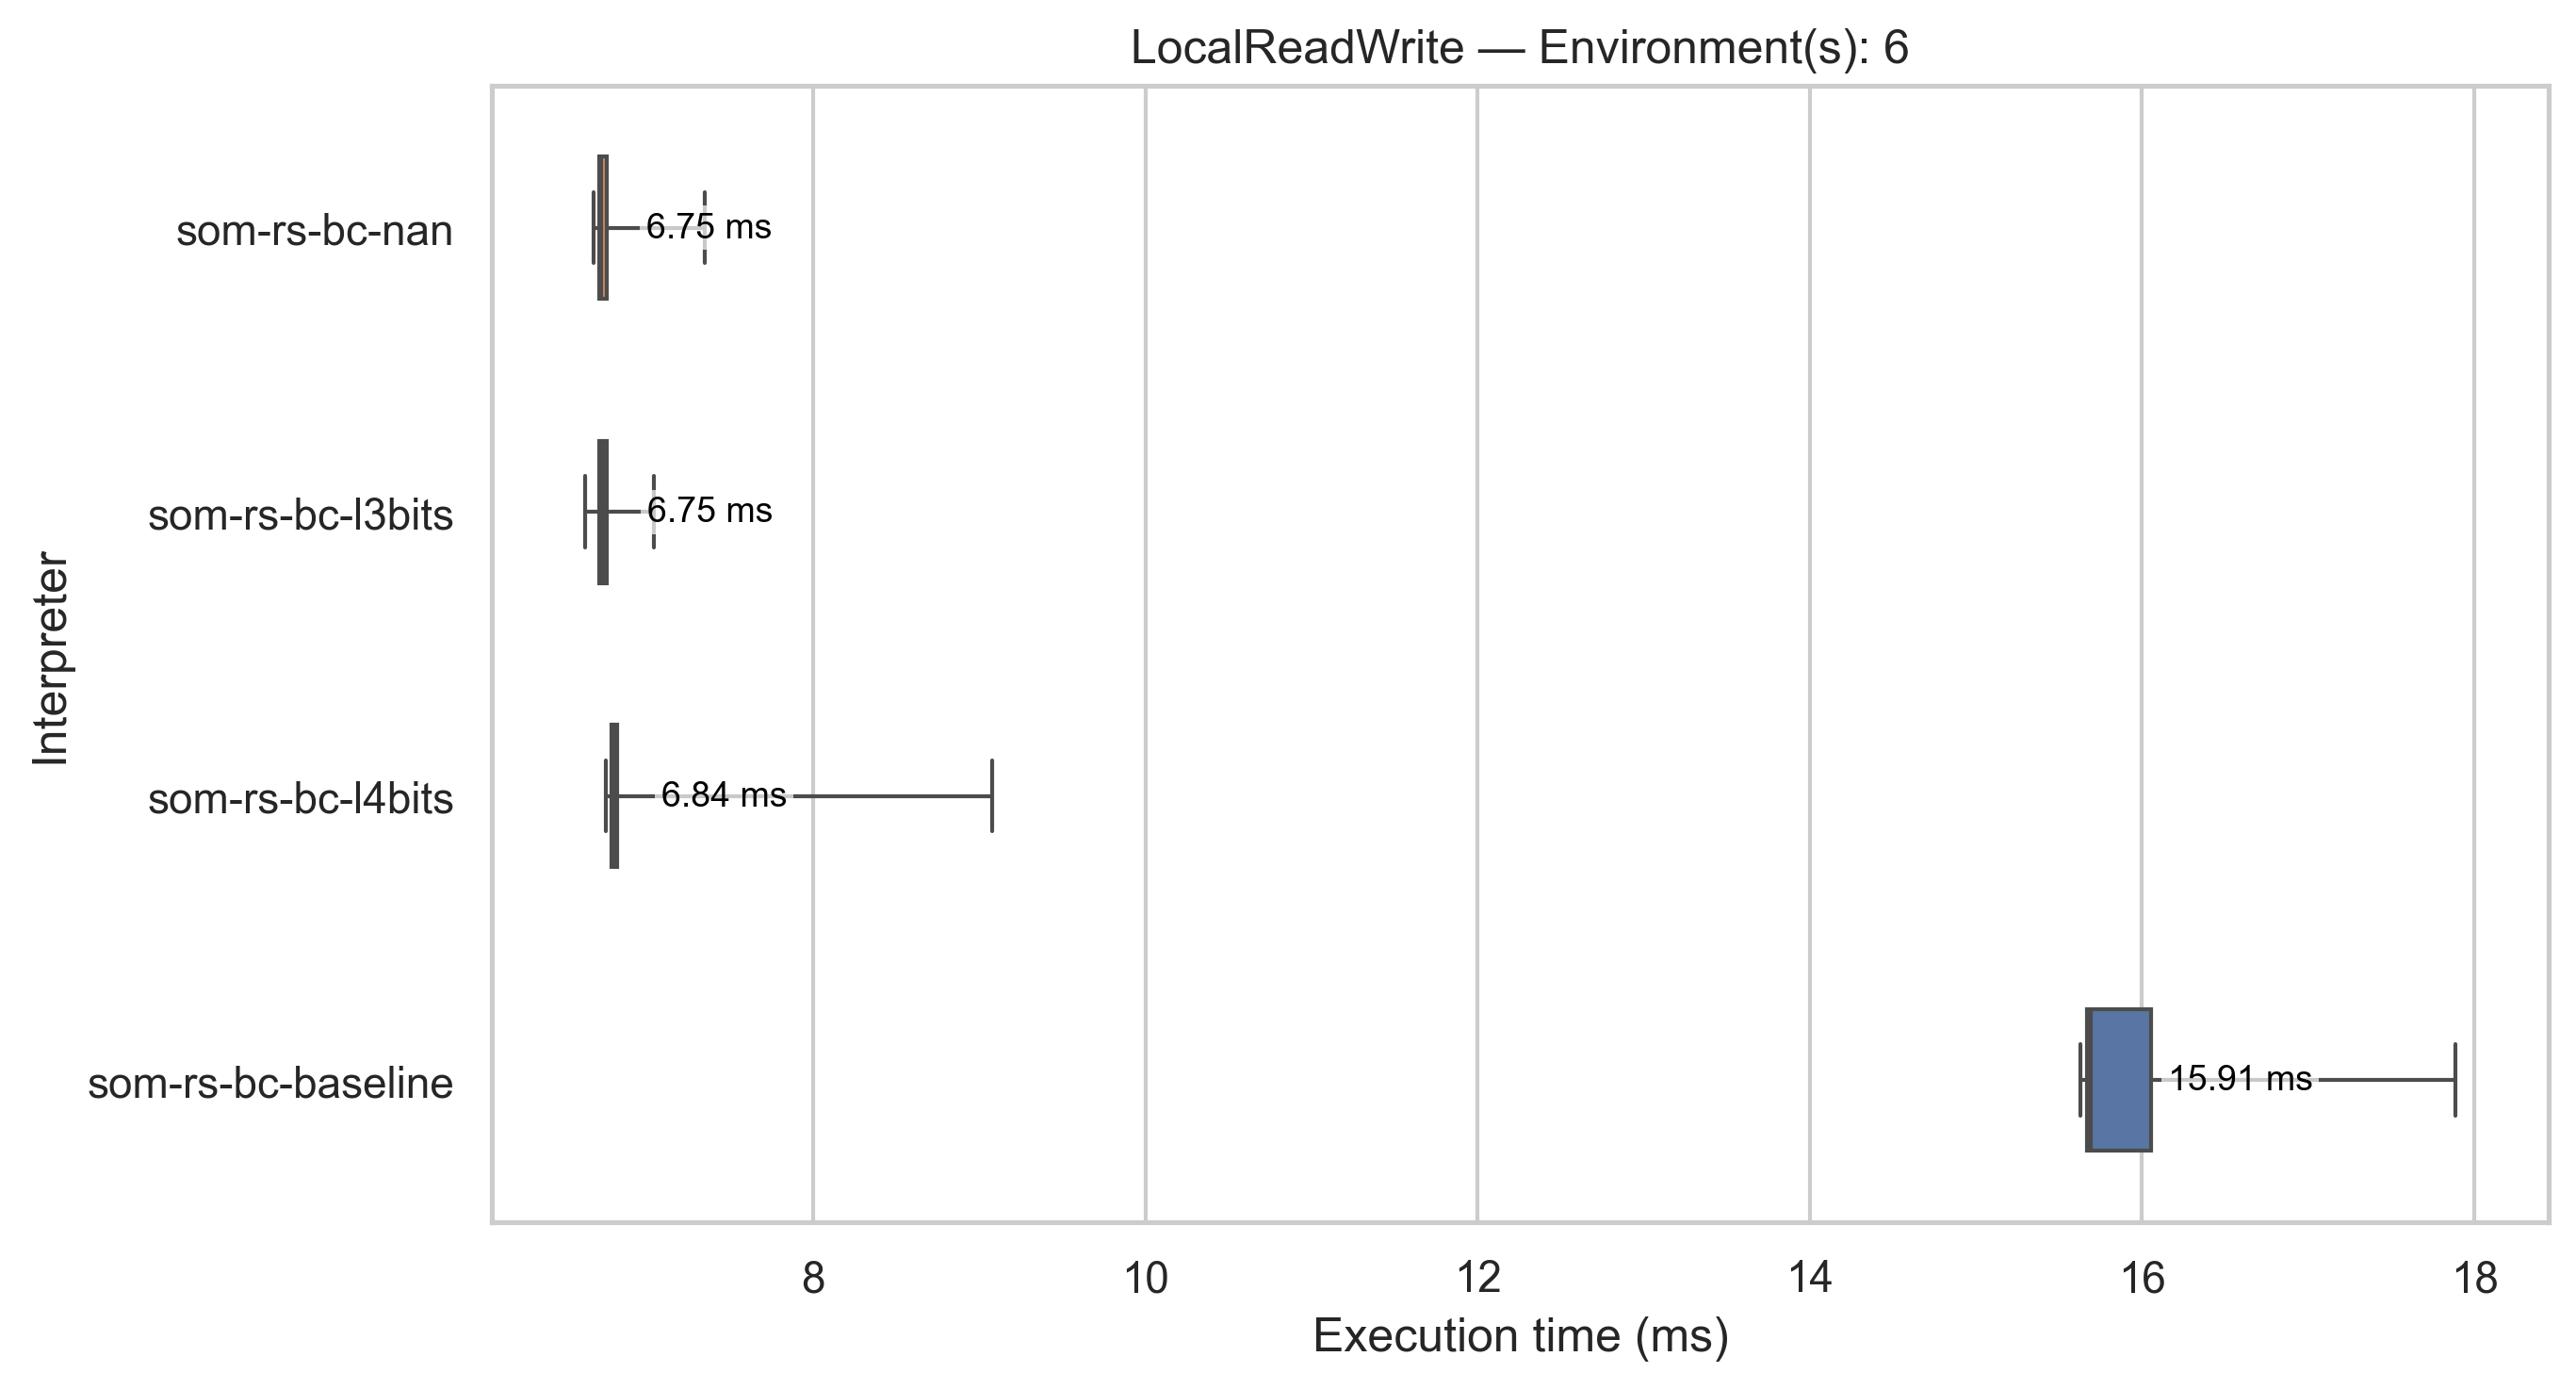 LocalReadWrite — Environment(s): 6
som-rs-bc-nan
6.75 ms
som-rs-bc-l3bits
6.75 ms
som-rs-bc-l4bits
6.84 ms
som-rs-bc-baseline
15.91 ms
Interpreter
8 10 12 14 16 18
Execution time (ms)